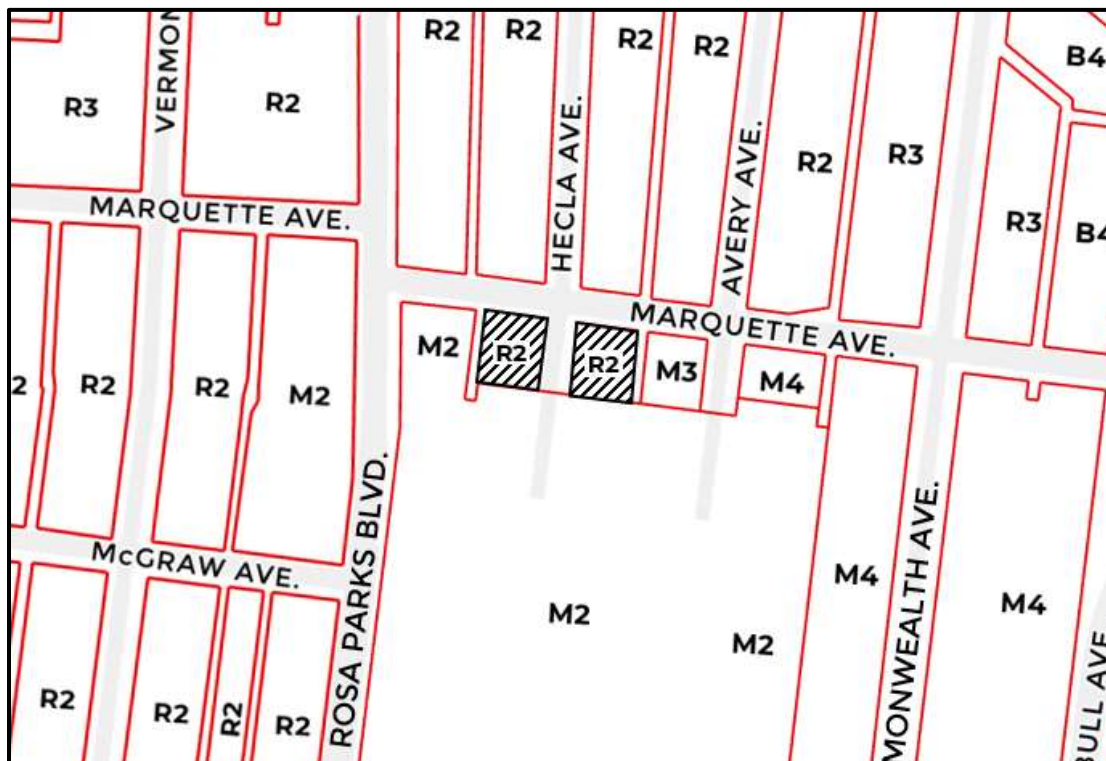 R2
R2
R2
R2
B4
VERMON
R3
R2
HECLA AVE.
AVERY AVE.
R2
R3
R3
B4
MARQUETTE AVE.
MARQUETTE AVE.
M2
R2
R2
M3
M4
2
R2
R2
M2
ROSA PARKS BLVD.
McGRAW AVE.
M2
M2
M4
MONWEALTH AVE.
M4
R2
R2
R2
R2
BULL AVE